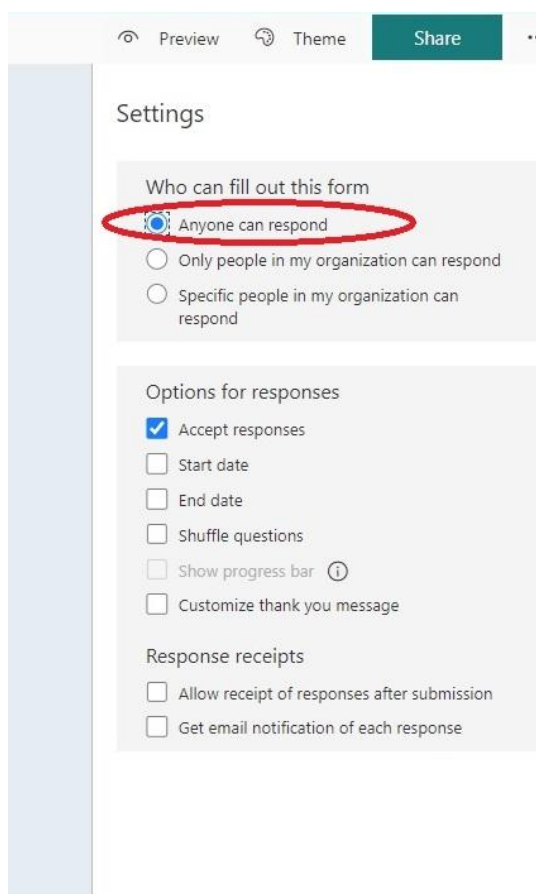 Preview Theme Share
Settings
Who can fill out this form
Anyone can respond
Only people in my organization can respond
Specific people in my organization can
respond
Options for responses
Accept responses
Start date
End date
Shuffle questions
Show progress bar
Customize thank you message
Response receipts
Allow receipt of responses after submission
Get email notification of each response